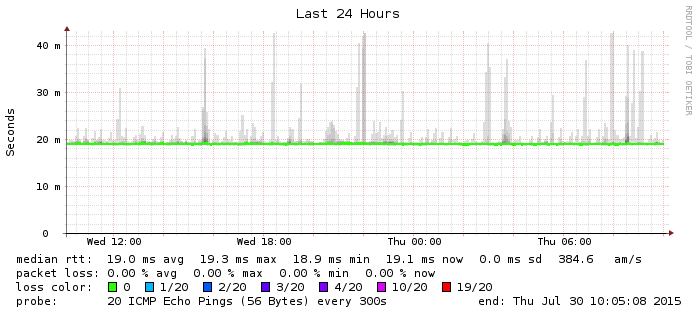 Last 24 Hours
RRDTOOL / TOBI OETIKER
Seconds
40 m
30 m
20 m
10 m
0
Wed 12:00 Wed 18:00 Thu 00:00 Thu 06:00
median rtt: 19.0 ms avg 19.3 ms max 18.9 ms min 19.1 ms now 0.0 ms sd 384.6 am/s
packet loss: 0.00 % avg 0.00 % max 0.00 % min 0.00 % now
loss color: 0 1/20 2/20 3/20 4/20 10/20 19/20
probe: 20 ICMP Echo Pings (56 Bytes) every 300s end: Thu Jul 30 10:05:08 2015